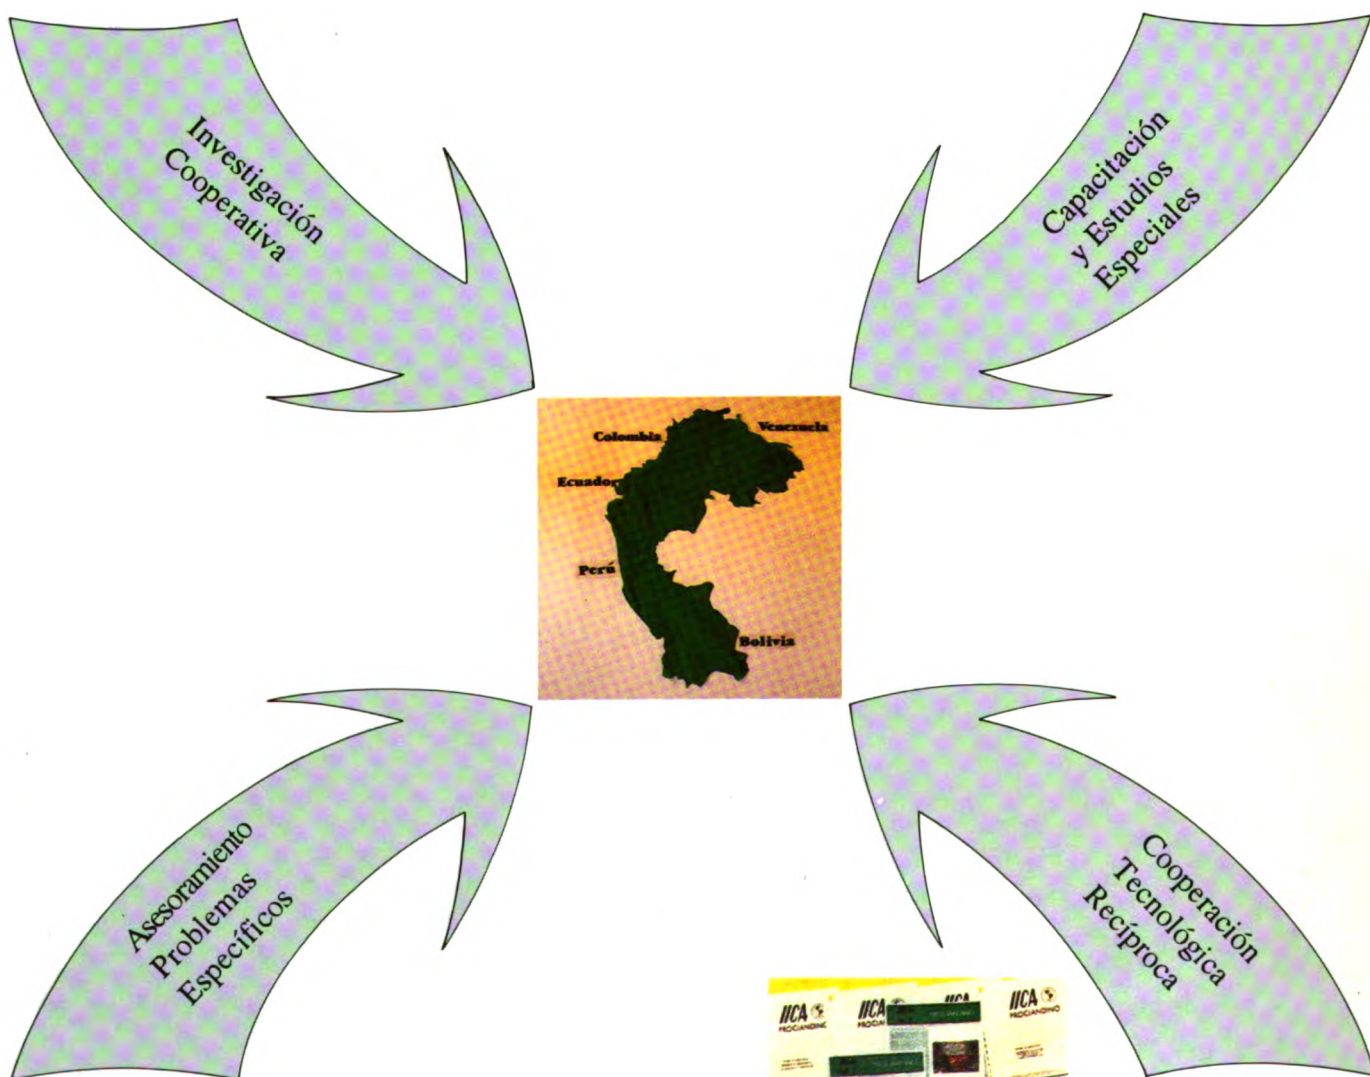 Investigación
Cooperativa
Capacitación
y Estudios
Especiales
Colombia
Venezuela
Ecuador
Perú
Bolivia
Asesoramiento
Problemas
Específicos
Cooperación
Tecnológica
Recíproca
IICA
PROCIANDINO
IICA
IICA
IICA
PROCIANDINO